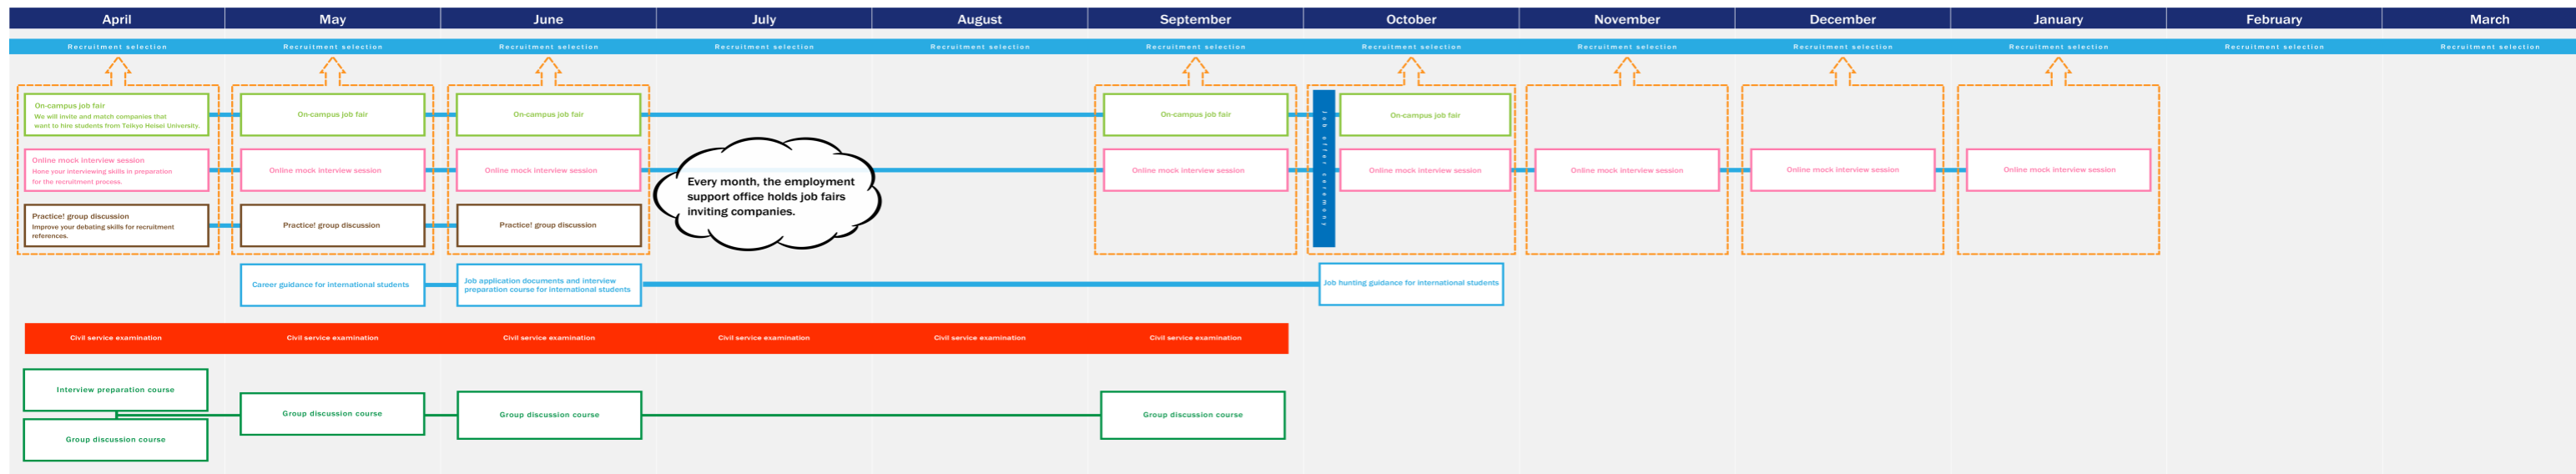 April
May
June
July
August
September
October
November
December
January
February
March
Recruitment selection
Recruitment selection
Recruitment selection
Recruitment selection
Recruitment selection
Recruitment selection
Recruitment selection
Recruitment selection
Recruitment selection
Recruitment selection
Recruitment selection
Recruitment selection
On-campus job fair
We will invite and match companies that
want to hire students from Teikyo Heisei University.
On-campus job fair
On-campus job fair
On-campus job fair
Job offer ceremony
On-campus job fair
Online mock interview session
Hone your interviewing skills in preparation
for the recruitment process.
Online mock interview session
Online mock interview session
Every month, the employment
support office holds job fairs
inviting companies.
Online mock interview session
Online mock interview session
Online mock interview session
Online mock interview session
Online mock interview session
Practice! group discussion
Improve your debating skills for recruitment
references.
Practice! group discussion
Practice! group discussion
Career guidance for international students
Job application documents and interview
preparation course for international students
Job hunting guidance for international students
Civil service examination
Civil service examination
Civil service examination
Civil service examination
Civil service examination
Civil service examination
Interview preparation course
Group discussion course
Group discussion course
Group discussion course
Group discussion course